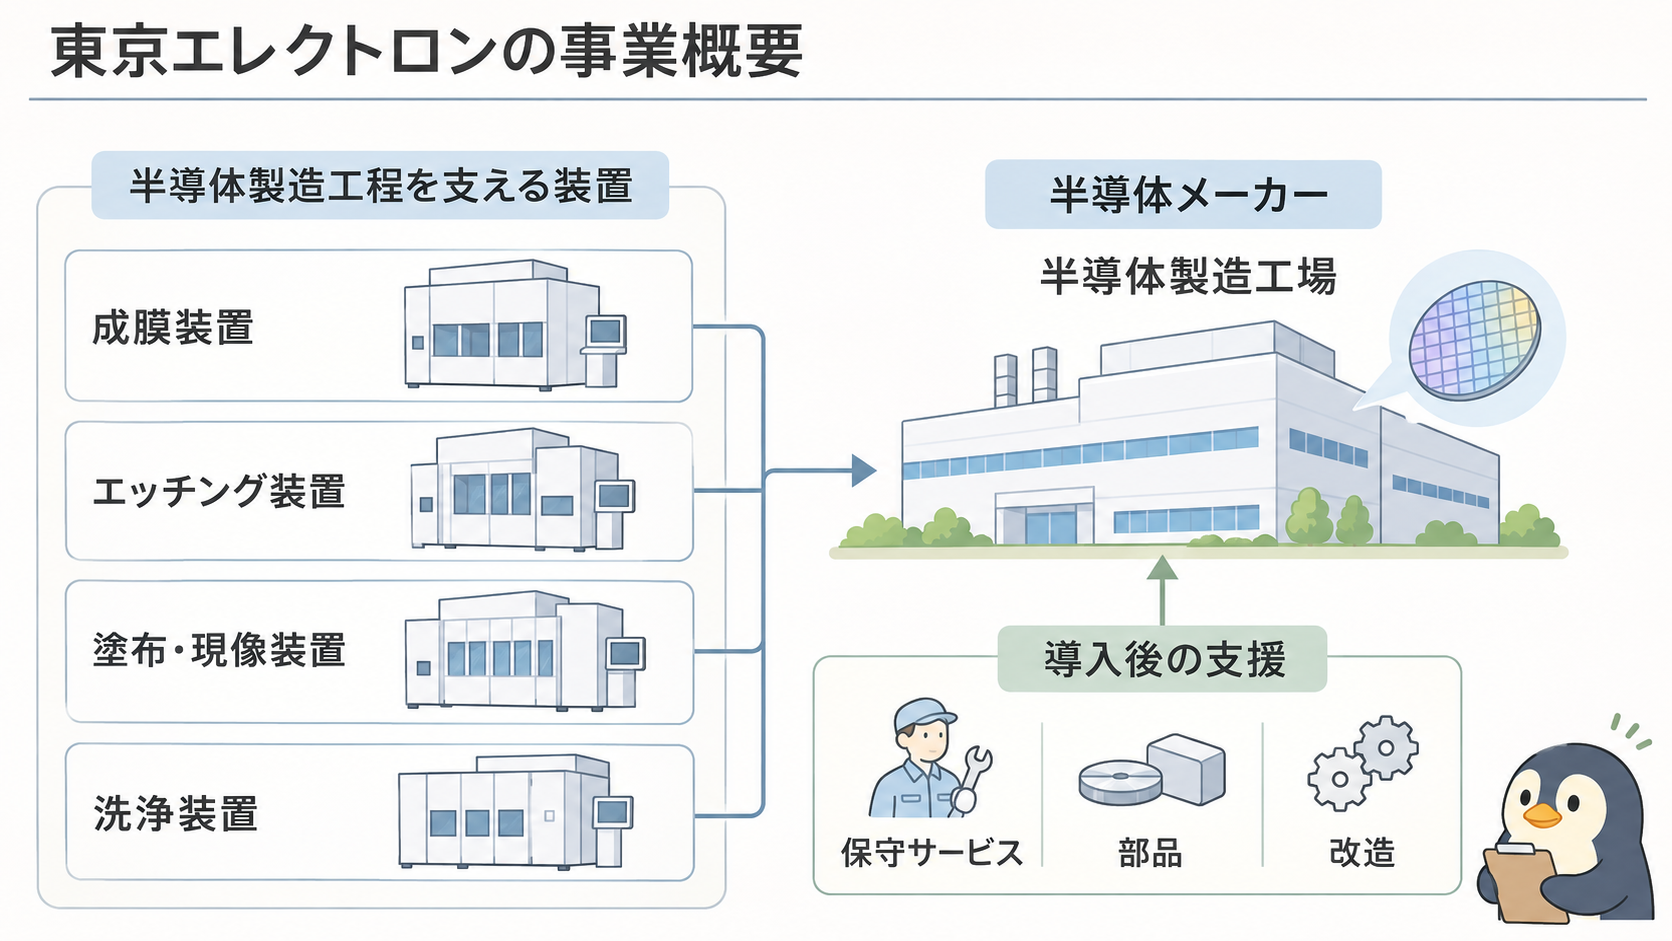 東京エレクトロンの事業概要
半導体製造工程を支える装置
成膜装置
エッチング装置
塗布・現像装置
洗浄装置
半導体メーカー
半導体製造工場
導入後の支援
保守サービス
部品
改造